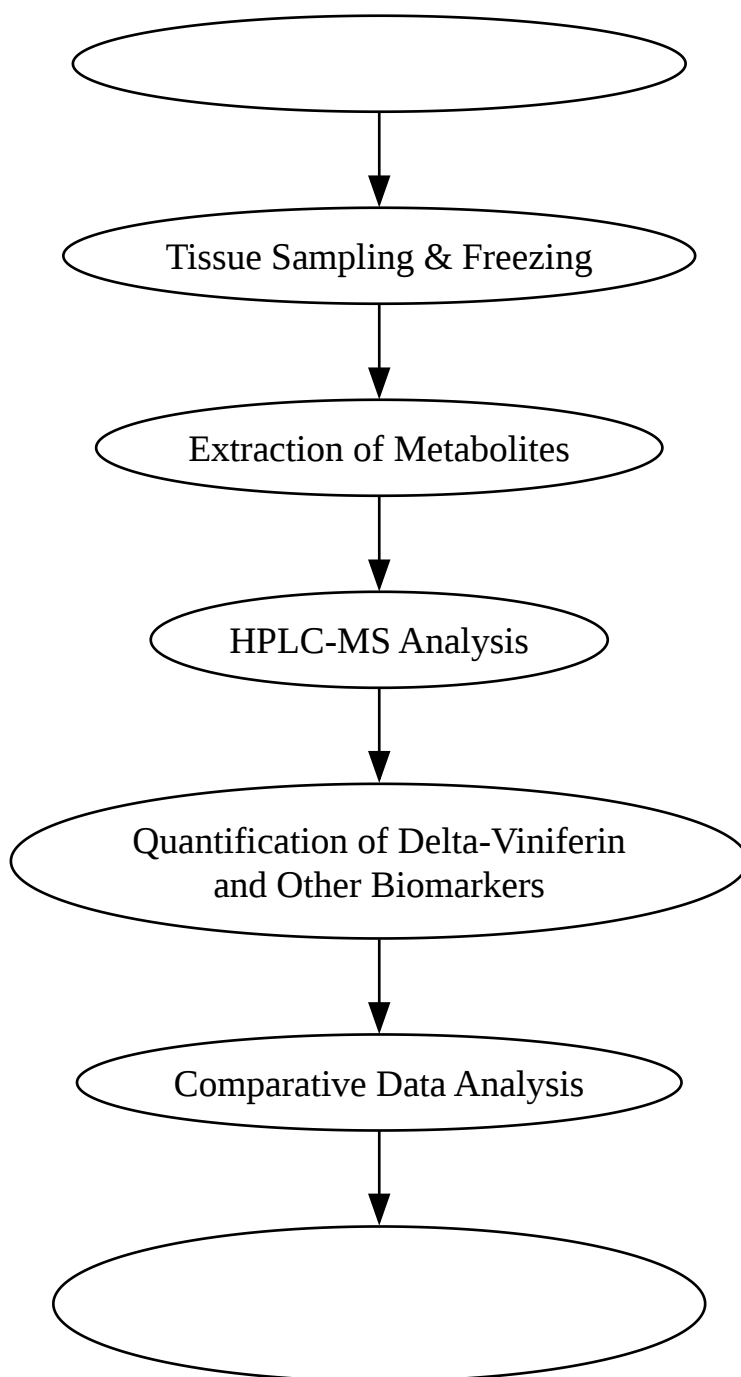 Tissue Sampling & Freezing
Extraction of Metabolites
HPLC-MS Analysis
Quantification of Delta-Viniferin
and Other Biomarkers
Comparative Data Analysis